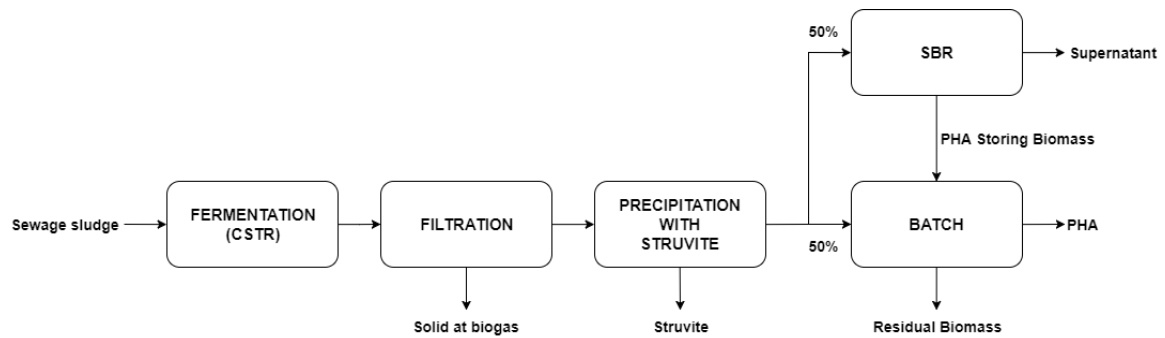 50%
SBR
Supernatant
PHA Storing Biomass
Sewage sludge
FERMENTATION
(CSTR)
FILTRATION
PRECIPITATION
WITH
STRUVITE
50%
BATCH
PHA
Solid at biogas
Struvite
Residual Biomass